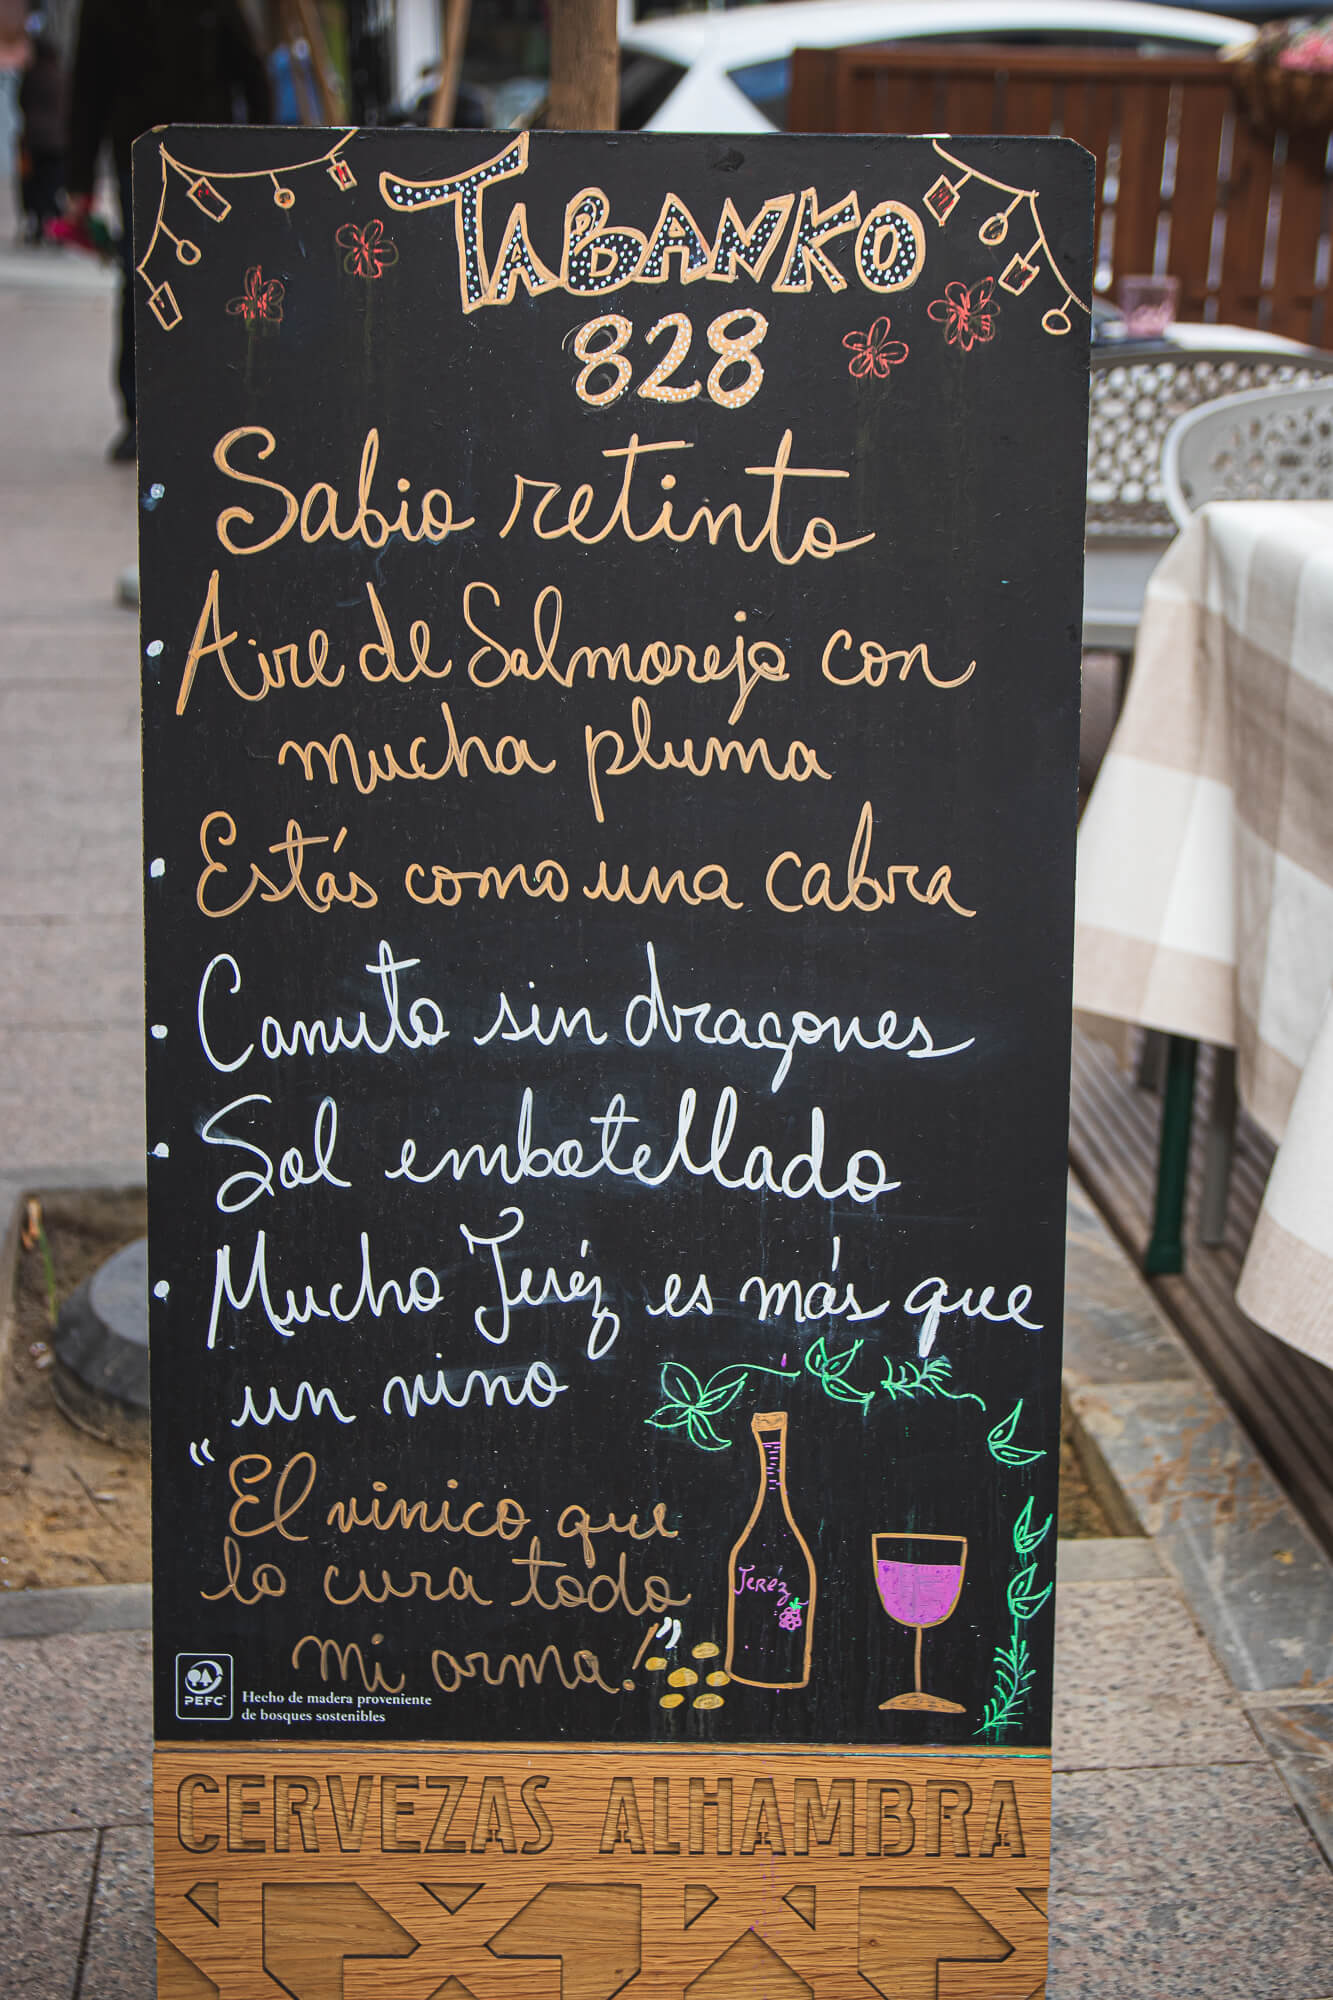 TABANKO
828
Sabio retinto
Aire de Salmorejo con
mucha pluma
Estás como una cabra
Canuto sin dragones
Sol embotellado
Mucho Jeréz es más que
un vino
"El vinico que
lo cura todo
mi arma!"
Jeréz
PEFC™
Hecho de madera proveniente
de bosques sostenibles
CERVEZAS ALHAMBRA